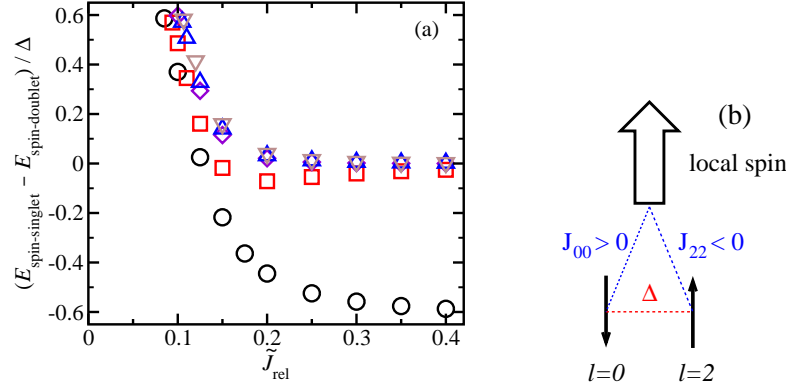 0.6
0.4
0.2
0
-0.2
-0.4
-0.6
(E_spin-singlet − E_spin-doublet) / Δ
(a)
0
0.1
0.2
0.3
0.4
J̃_rel
(b)
local spin
J_00>0
J_22<0
Δ
l=0
l=2